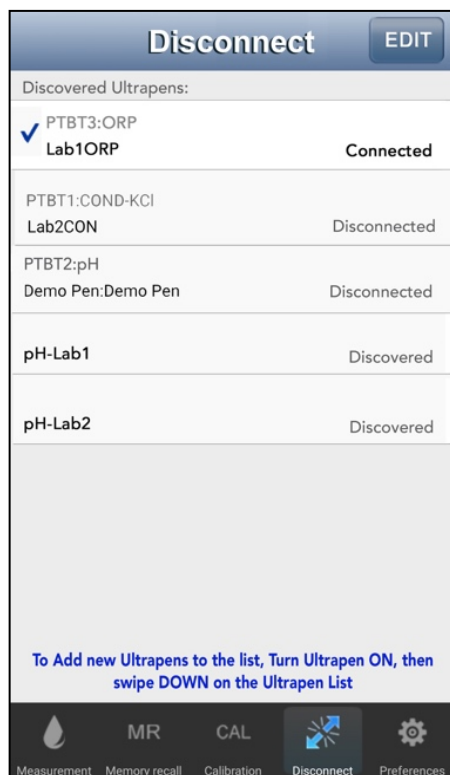 Disconnect EDIT
Discovered Ultrapens:
PTBT3:ORP
Lab1ORP Connected
PTBT1:COND-KCl
Lab2CON Disconnected
PTBT2:pH
Demo Pen:Demo Pen Disconnected
pH-Lab1 Discovered
pH-Lab2 Discovered
To Add new Ultrapens to the list, Turn Ultrapen ON, then
swipe DOWN on the Ultrapen List
MR CAL
Measurement Memory recall Calibration Disconnect Preferences